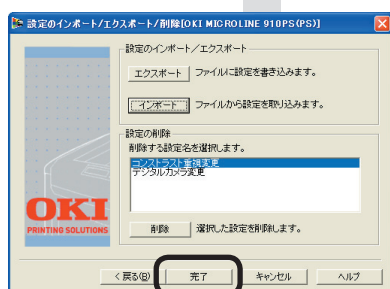 設定のインポート/エクスポート/削除[OKI MICROLINE 910PS(PS)]
設定のインポート/エクスポート
エクスポート ファイルに設定を書き込みます。
インポート ファイルから設定を取り込みます。
設定の削除
削除する設定名を選択します。
コントラスト重視変更
デジタルカメラ変更
OKI
PRINTING SOLUTIONS
削除 選択した設定を削除します。
< 戻る(B) 完了 キャンセル ヘルプ